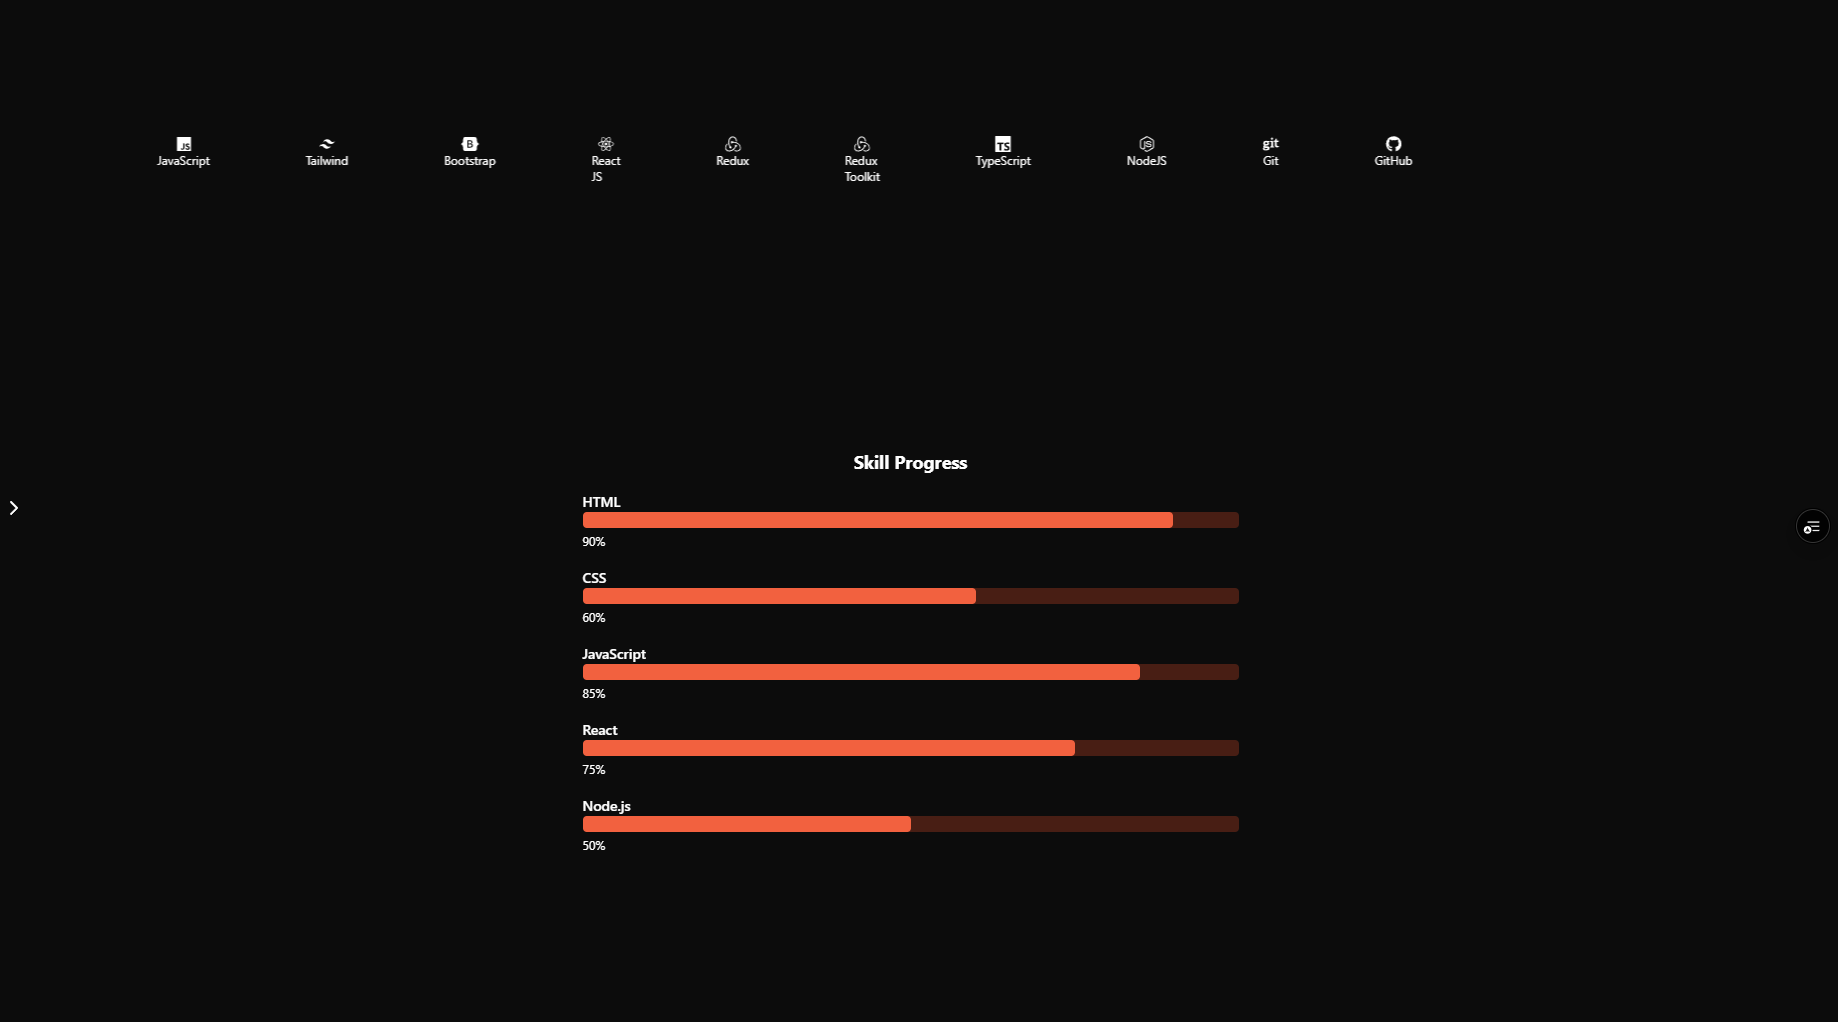 JavaScript
Tailwind
Bootstrap
React
JS
Redux
Redux
Toolkit
TypeScript
NodeJS
git
Git
GitHub
Skill Progress
HTML
90%
CSS
60%
JavaScript
85%
React
75%
Node.js
50%